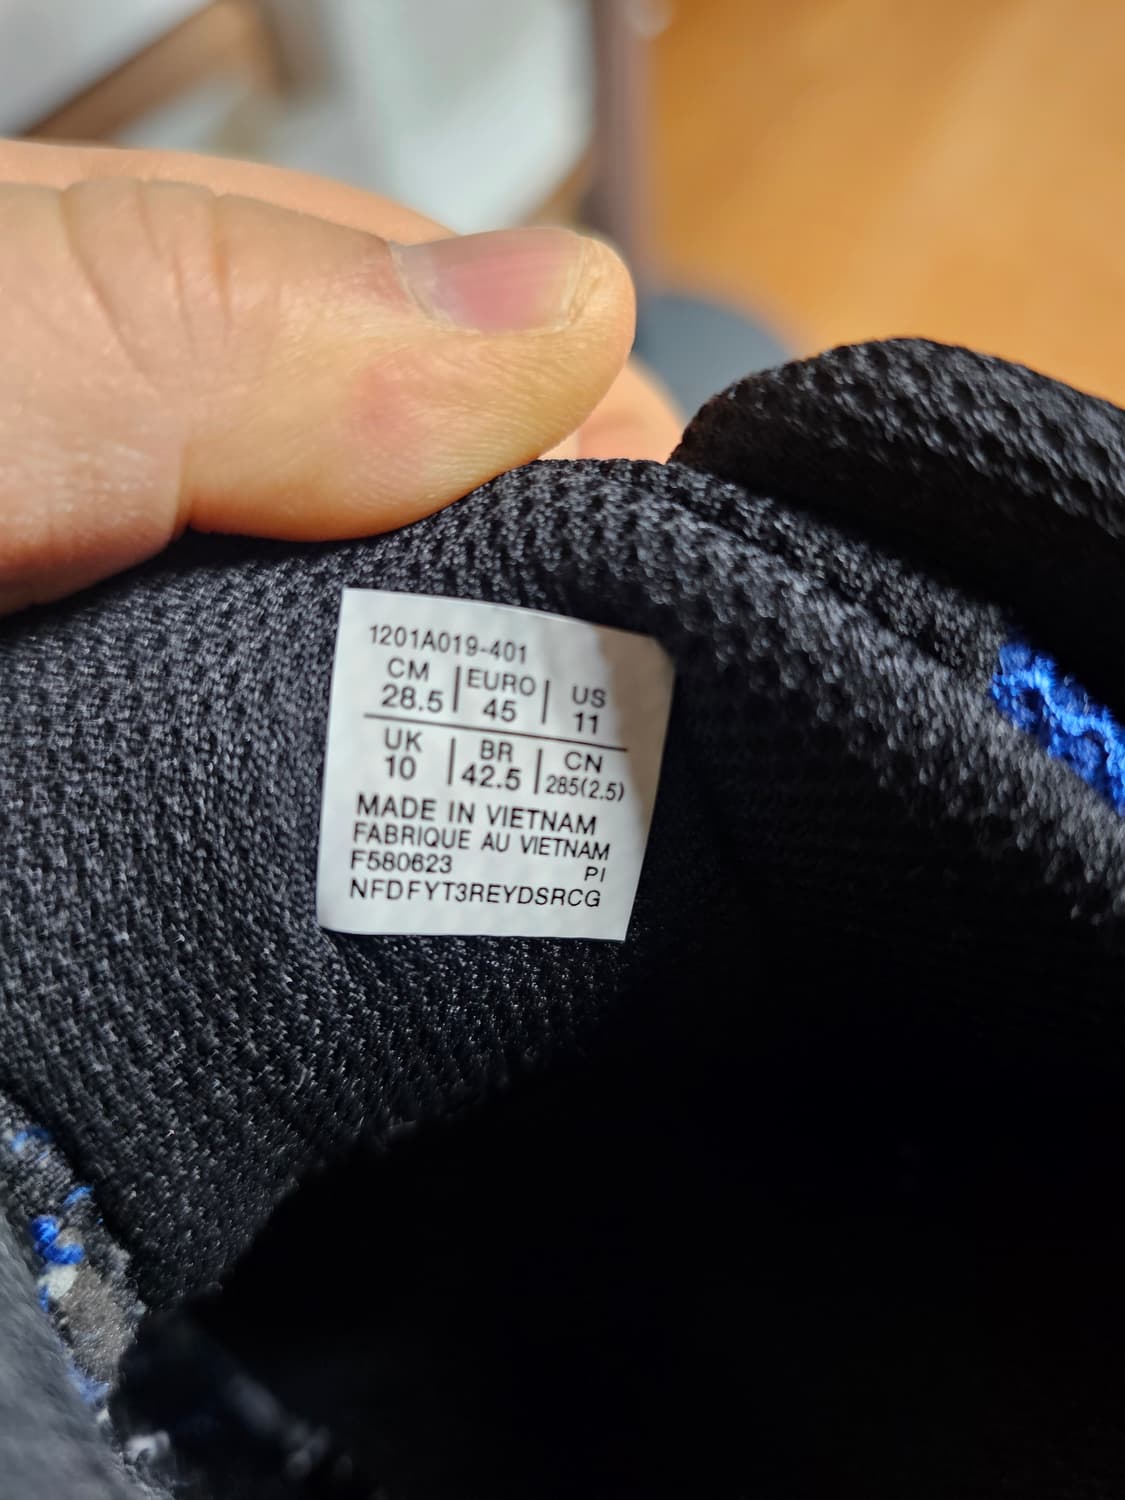 1201A019-401
CM | EURO | US
28.5 | 45 | 11
UK | BR | CN
10 | 42.5 | 285(2.5)
MADE IN VIETNAM
FABRIQUE AU VIETNAM
F580623 PI
NFDFYT3REYDSRCG